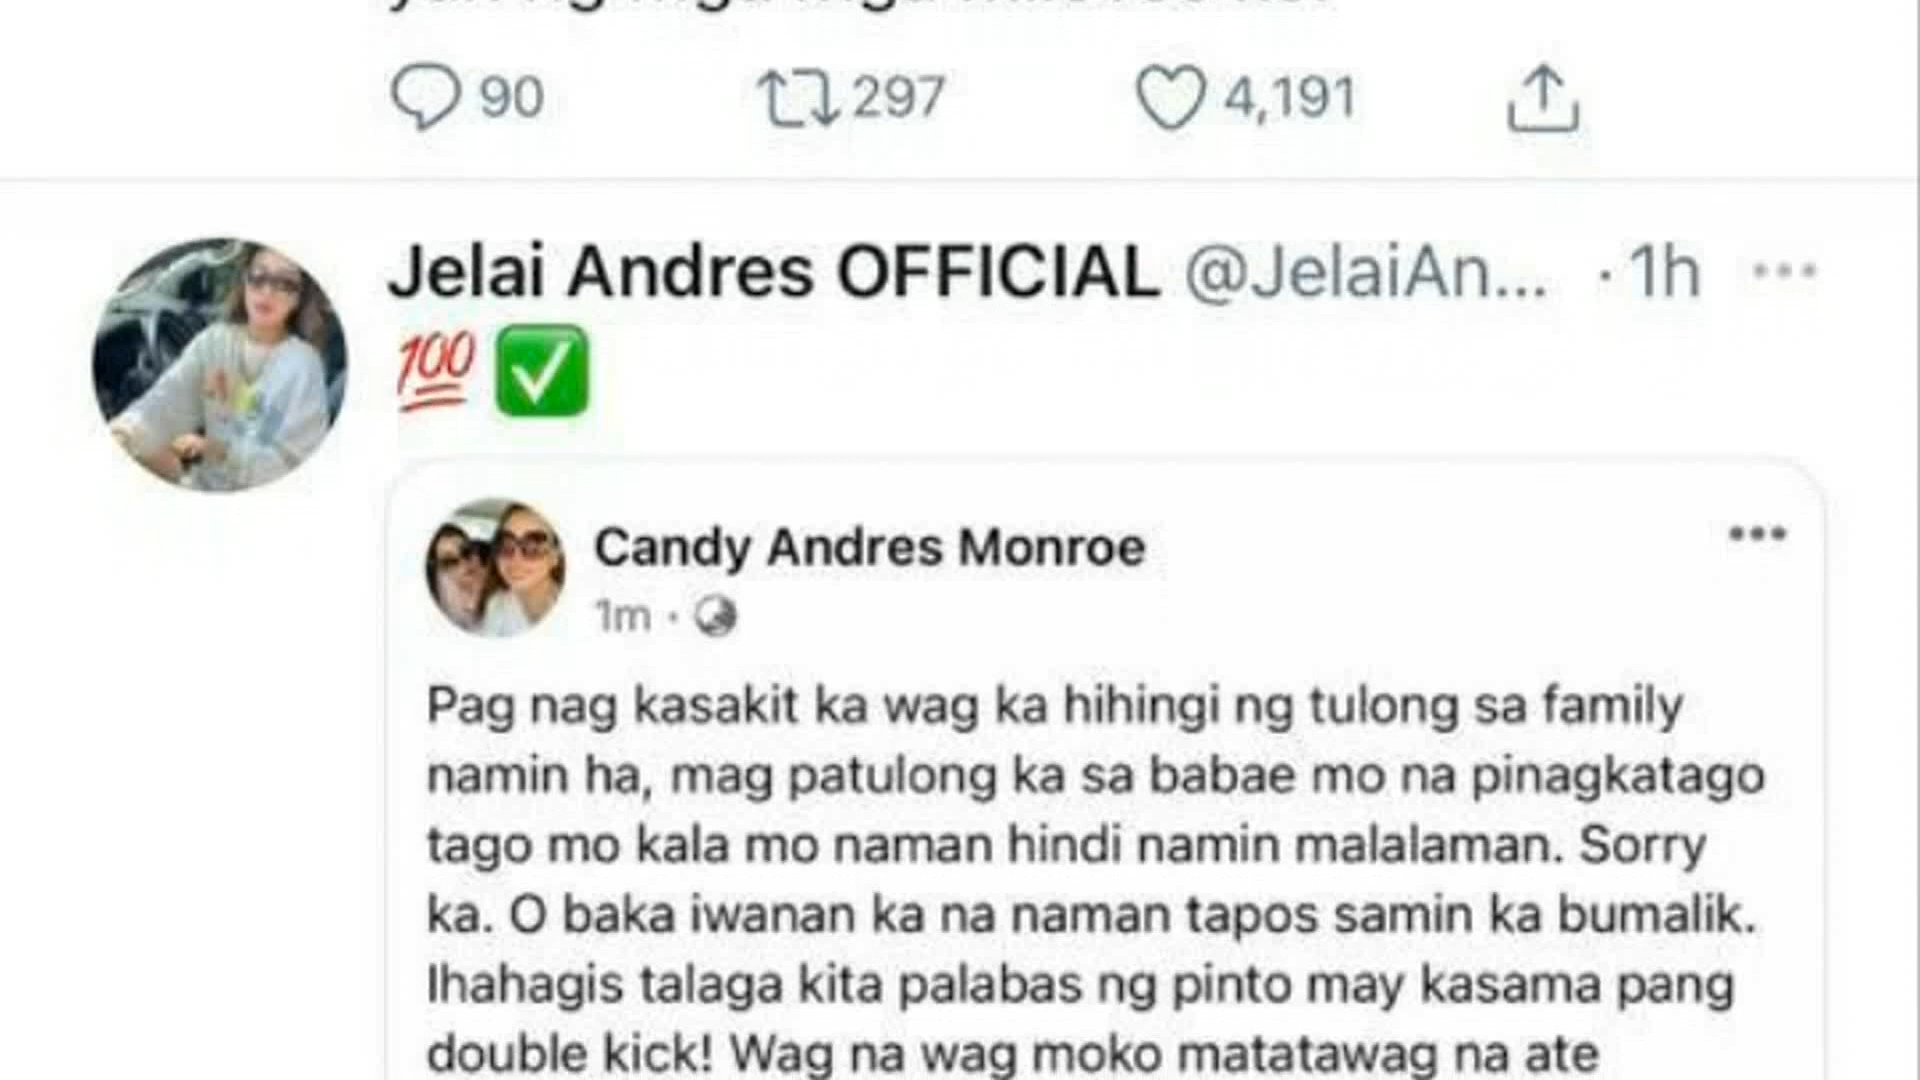 90 297 4,191
Jelai Andres OFFICIAL @JelaiAn... · 1h
💯 ✅
Candy Andres Monroe
1m ·
Pag nag kasakit ka wag ka hihingi ng tulong sa family
namin ha, mag patulong ka sa babae mo na pinagkatago
tago mo kala mo naman hindi namin malalaman. Sorry
ka. O baka iwanan ka na naman tapos samin ka bumalik.
Ihahagis talaga kita palabas ng pinto may kasama pang
double kick! Wag na wag moko matatawag na ate